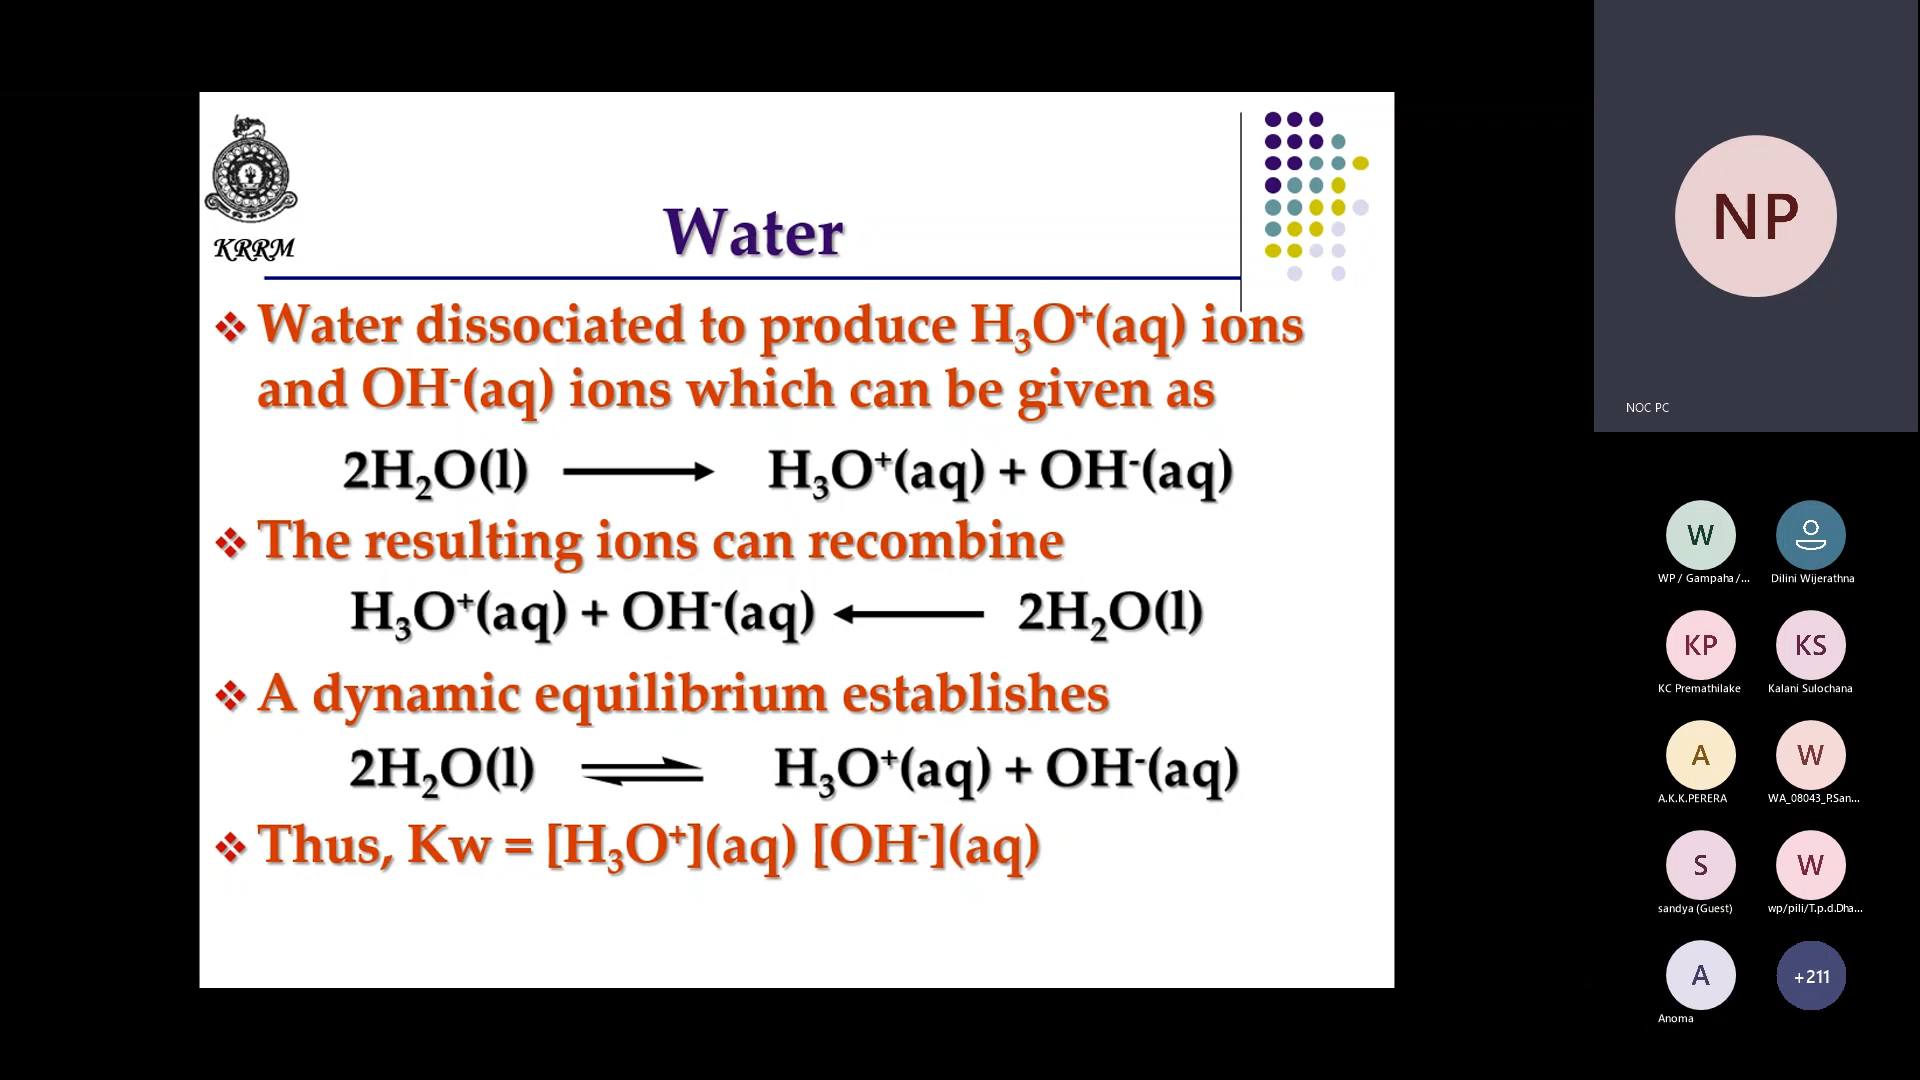 KRRM
Water
❖ Water dissociated to produce H₃O⁺(aq) ions
and OH⁻(aq) ions which can be given as
2H₂O(l) ⟶ H₃O⁺(aq) + OH⁻(aq)
❖ The resulting ions can recombine
H₃O⁺(aq) + OH⁻(aq) ⟵ 2H₂O(l)
❖ A dynamic equilibrium establishes
2H₂O(l) ⇌ H₃O⁺(aq) + OH⁻(aq)
❖ Thus, Kw = [H₃O⁺](aq) [OH⁻](aq)
NP
NOC PC
W
WP / Gampaha /...
Dilini Wijerathna
KP
KS
KC Premathilake
Kalani Sulochana
A
W
A.K.K.PERERA
WA_08043_P.San...
S
W
sandya (Guest)
wp/pili/T.p.d.Dha...
A
+211
Anoma